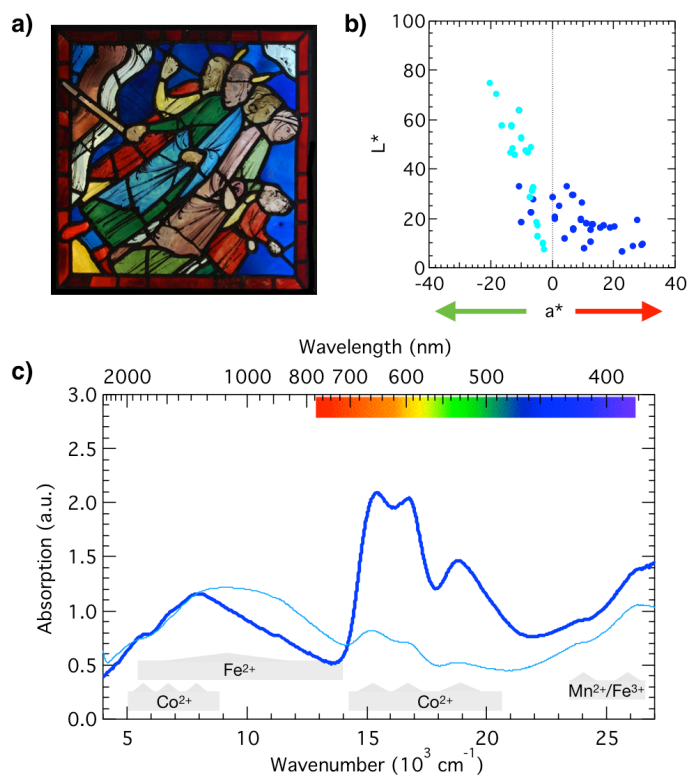 a)
b)
100
80
60
40
20
0
L*
-40
-20
0
20
40
a*
Wavelength (nm)
c)
2000
1000
800
700
600
500
400
3.0
2.5
2.0
1.5
1.0
0.5
0.0
Absorption (a.u.)
Fe²⁺
Co²⁺
Co²⁺
Mn²⁺/Fe³⁺
5
10
15
20
25
Wavenumber (10³ cm⁻¹)